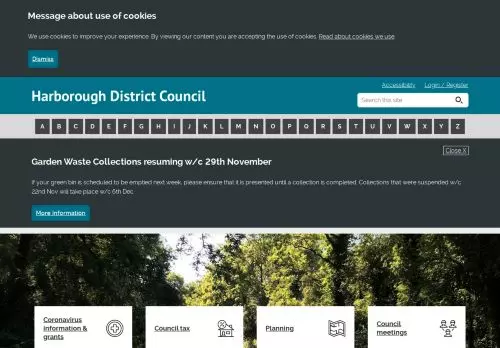 Message about use of cookies
We use cookies to improve your experience. By viewing our content you are accepting the use of cookies. Read about cookies we use
Dismiss
Accessibility Login / Register
Harborough District Council
Search this site
A B C D E F G H I J K L M N O P Q R S T U V W X Y Z
Close X
Garden Waste Collections resuming w/c 29th November
If your green bin is scheduled to be emptied next week, please ensure that it is presented until a collection is completed. Collections that were suspended w/c
22nd Nov will take place w/c 6th Dec.
More information
Coronavirus
information &
grants
Council tax
Planning
Council
meetings